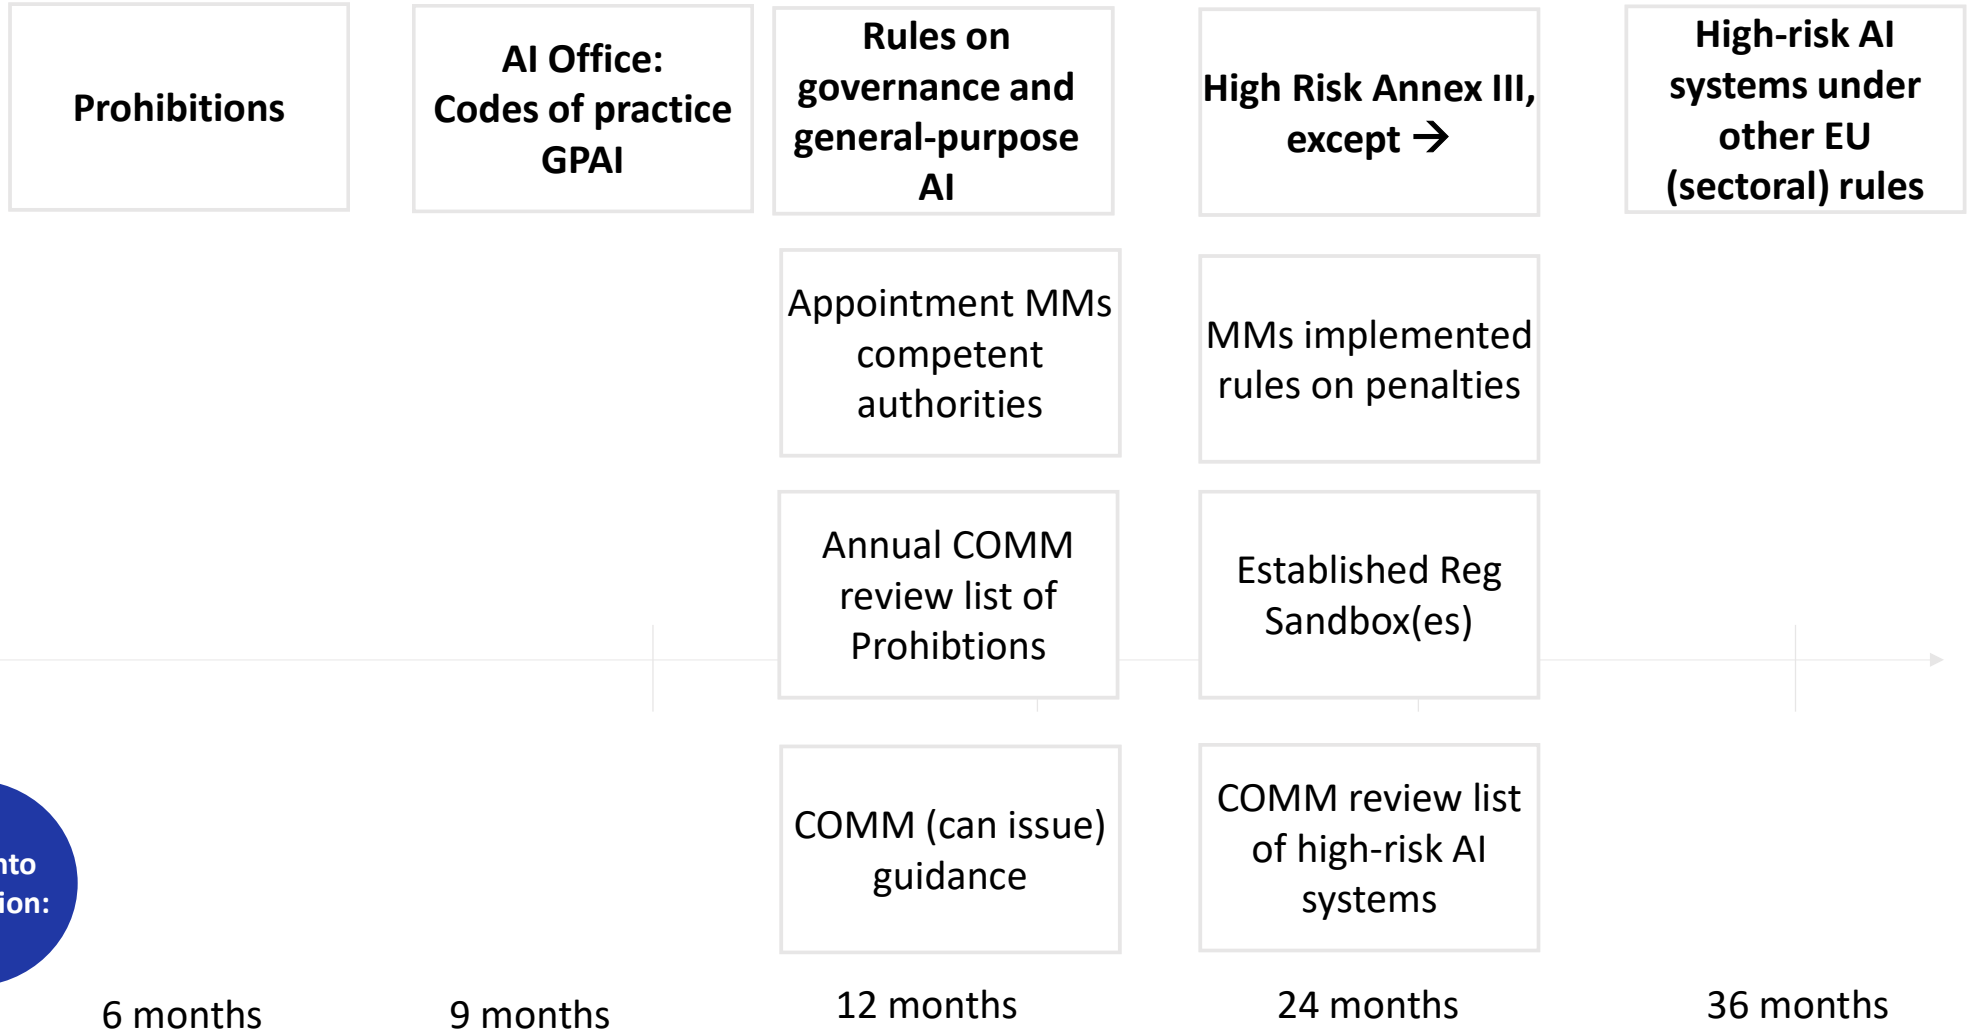 Prohibitions
AI Office:
Codes of practice
GPAI
Rules on
governance and
general-purpose
AI
High Risk Annex III,
except →
High-risk AI
systems under
other EU
(sectoral) rules
Appointment MMs
competent
authorities
MMs implemented
rules on penalties
Annual COMM
review list of
Prohibtions
Established Reg
Sandbox(es)
COMM (can issue)
guidance
COMM review list
of high-risk AI
systems
6 months
9 months
12 months
24 months
36 months